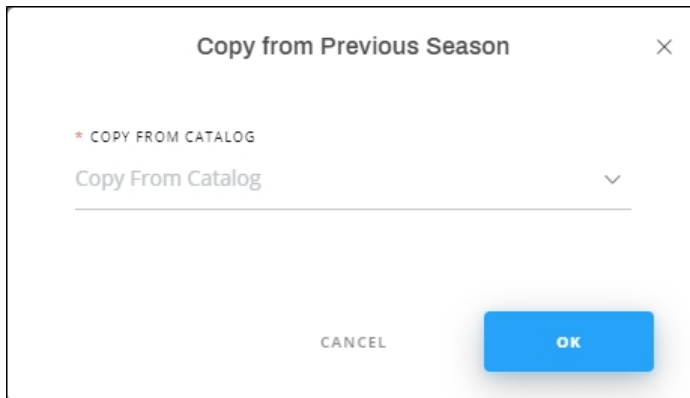 Copy from Previous Season
* COPY FROM CATALOG
Copy From Catalog
CANCEL
OK